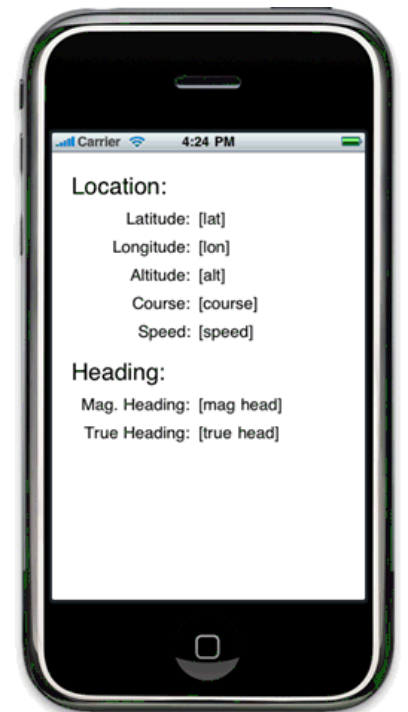 Carrier 4:24 PM
Location:
Latitude: [lat]
Longitude: [lon]
Altitude: [alt]
Course: [course]
Speed: [speed]
Heading:
Mag. Heading: [mag head]
True Heading: [true head]